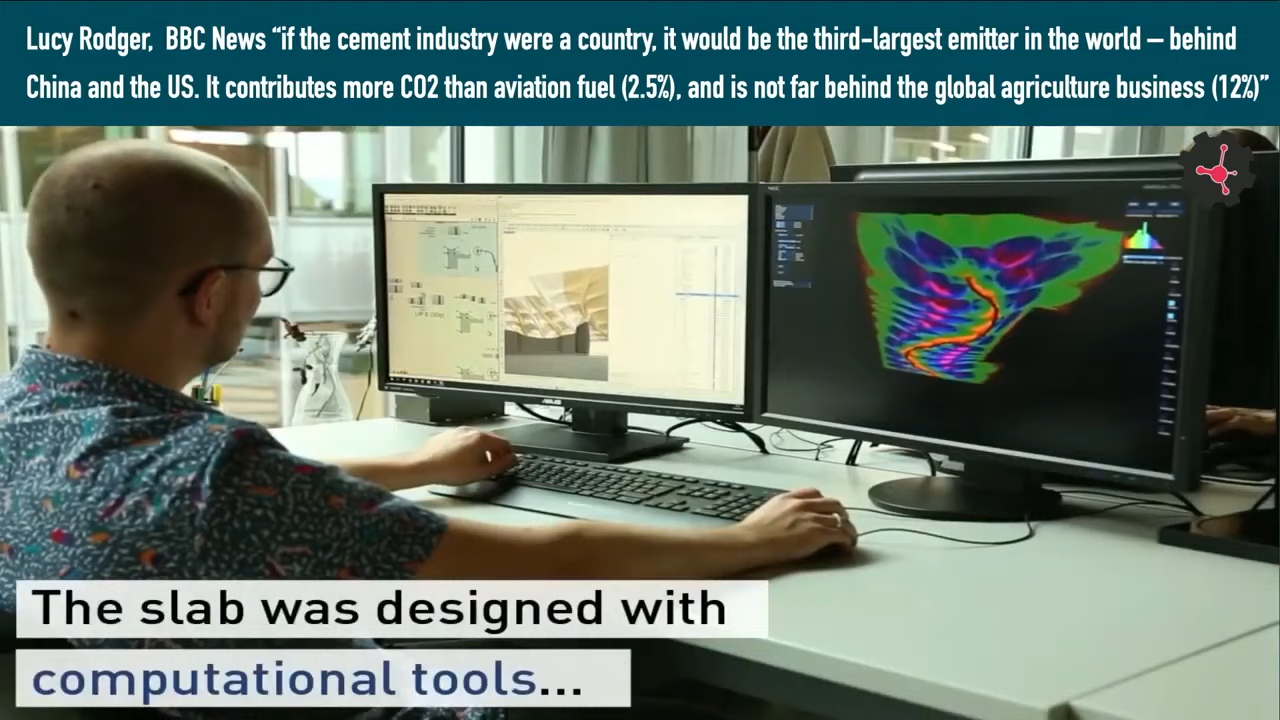 Lucy Rodger,  BBC News “if the cement industry were a country, it would be the third-largest emitter in the world – behind
China and the US. It contributes more CO2 than aviation fuel (2.5%), and is not far behind the global agriculture business (12%)”
NEC
ASUS
The slab was designed with
computational tools...